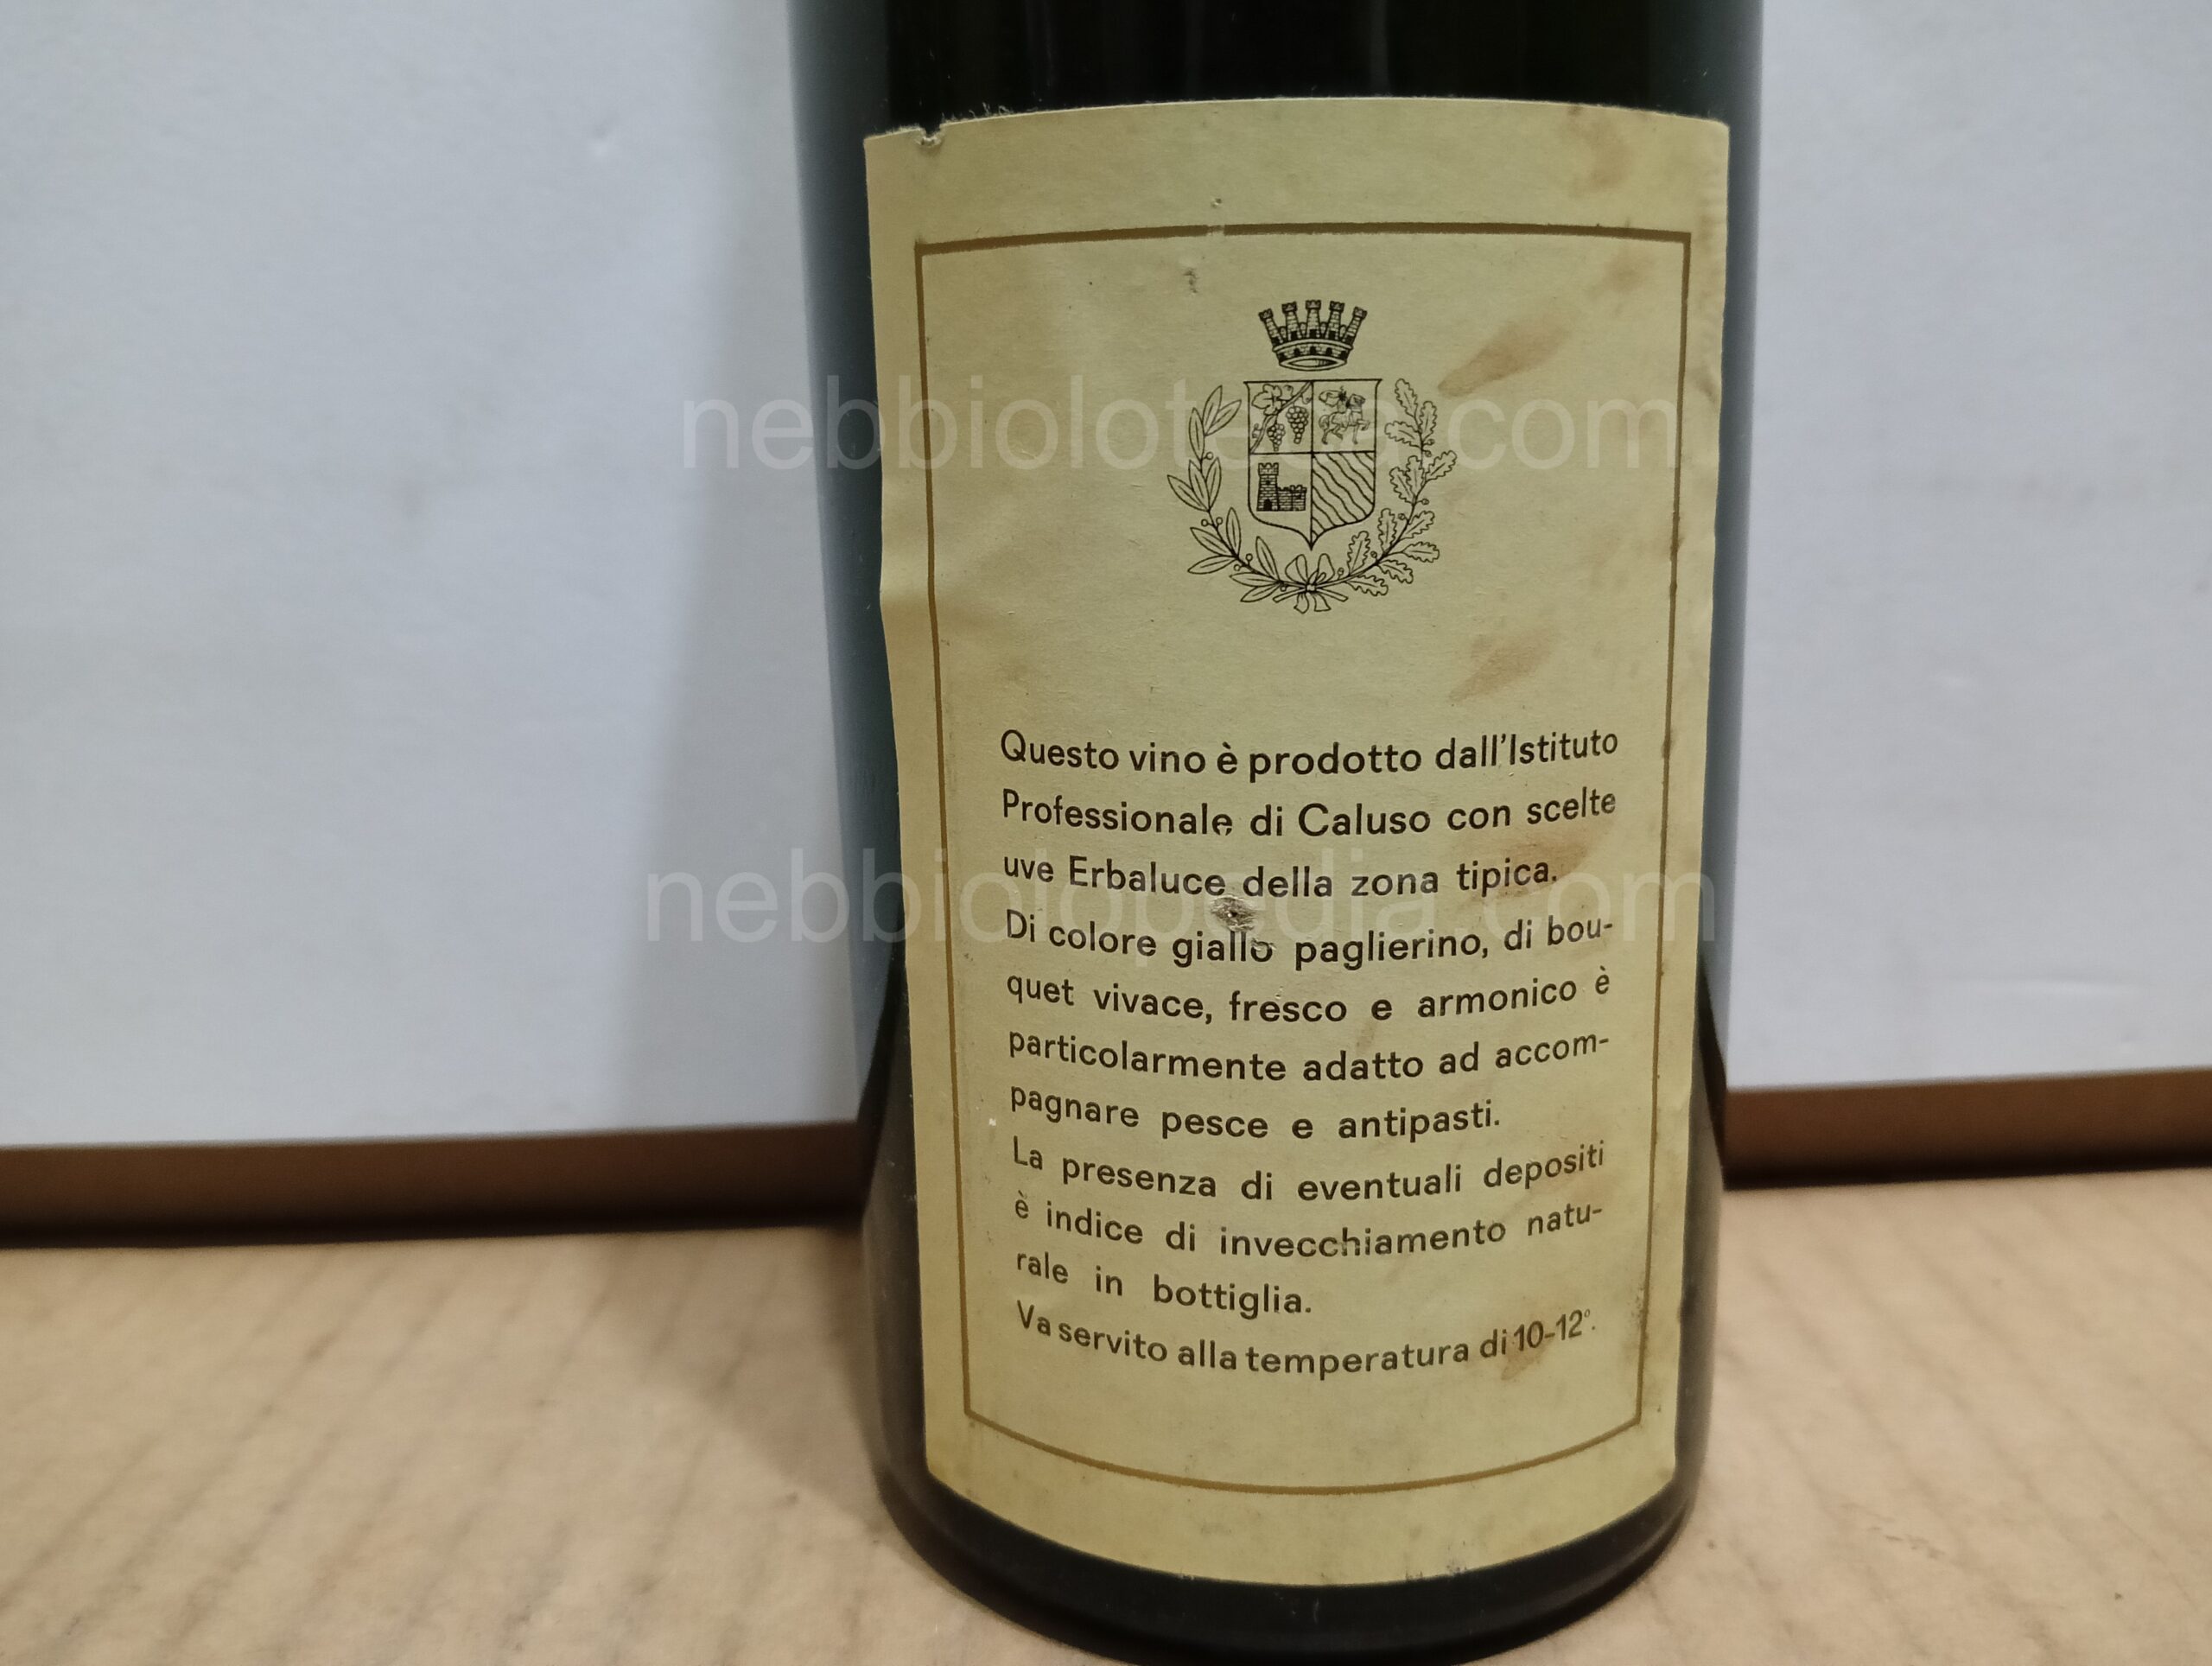 nebbioloteca.com
Questo vino è prodotto dall'Istituto
Professionale di Caluso con scelte
uve Erbaluce della zona tipica.
nebbiolopedia.com
Di colore giallo paglierino, di bou-
quet vivace, fresco e armonico è
particolarmente adatto ad accom-
pagnare pesce e antipasti.
La presenza di eventuali depositi
è indice di invecchiamento natu-
rale in bottiglia.
Va servito alla temperatura di 10-12°.